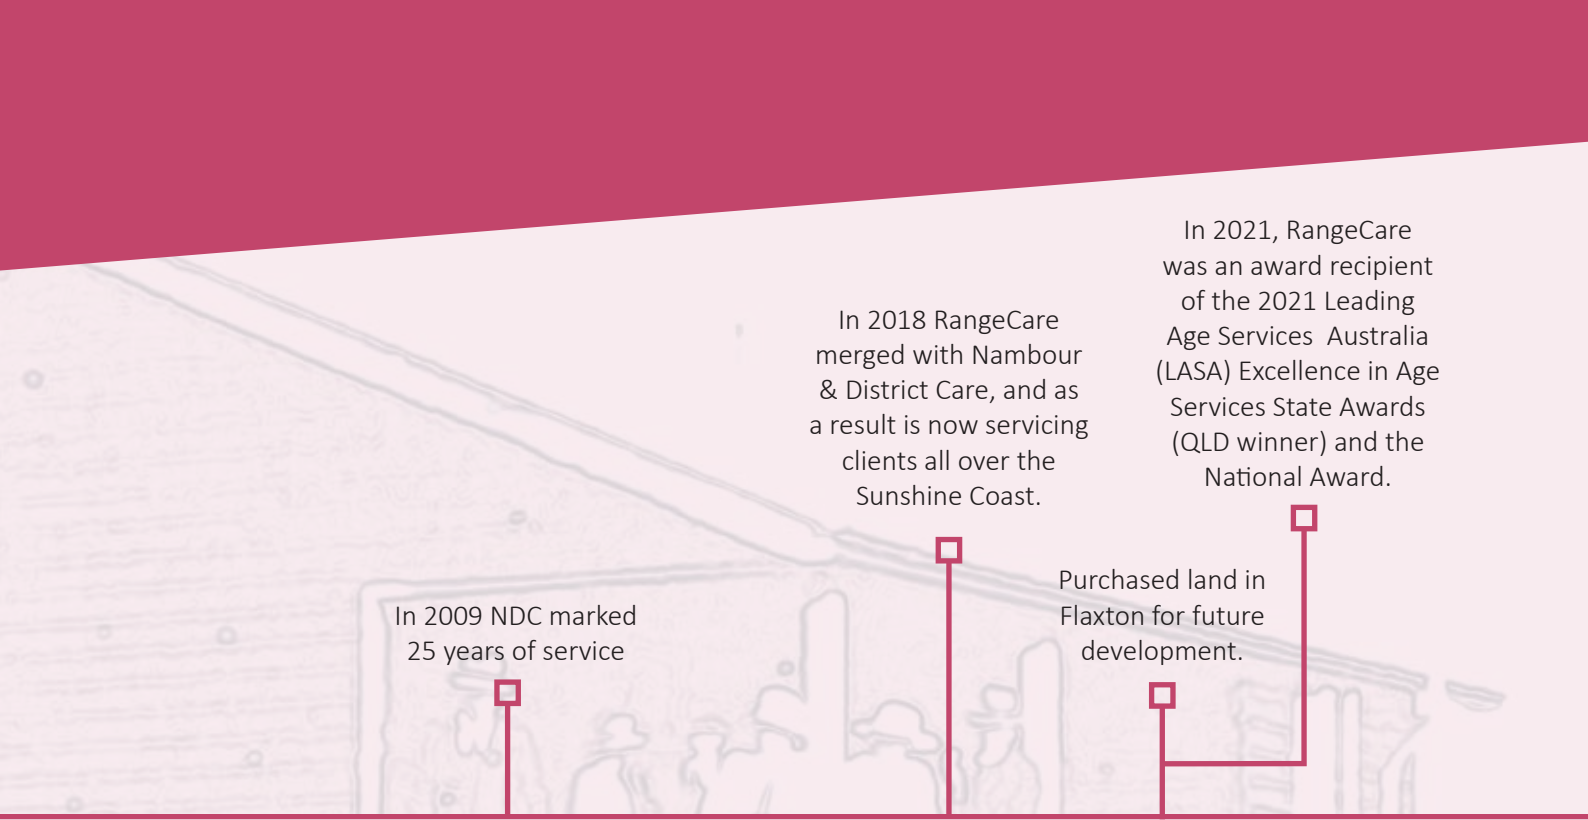 In 2009 NDC marked
25 years of service
In 2018 RangeCare
merged with Nambour
& District Care, and as
a result is now servicing
clients all over the
Sunshine Coast.
Purchased land in
Flaxton for future
development.
In 2021, RangeCare
was an award recipient
of the 2021 Leading
Age Services  Australia
(LASA) Excellence in Age
Services State Awards
(QLD winner) and the
National Award.